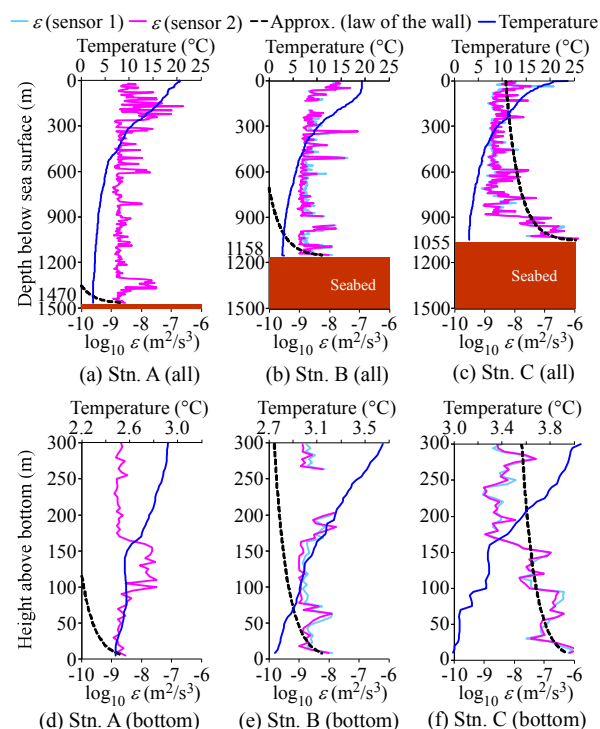 ε (sensor 1) ε (sensor 2) Approx. (law of the wall) Temperature
Temperature (°C) Temperature (°C) Temperature (°C)
0 5 10 15 20 25 0 5 10 15 20 25 0 5 10 15 20 25
Depth below sea surface (m)
0 0 0
300 300 300
600 600 600
900 900 900
1158 1055
1200 1200 1200
1470
1500 1500 1500
Seabed Seabed
-10 -9 -8 -7 -6 -10 -9 -8 -7 -6 -10 -9 -8 -7 -6
log10 ε (m²/s³) log10 ε (m²/s³) log10 ε (m²/s³)
(a) Stn. A (all) (b) Stn. B (all) (c) Stn. C (all)
Temperature (°C) Temperature (°C) Temperature (°C)
2.2 2.6 2.9 3.2 2.7 3.0 3.4 3.7 3.0 3.4 3.8 4.0
Height above bottom (m)
300 300 300
250 250 250
200 200 200
150 150 150
100 100 100
50 50 50
0 0 0
-10 -9 -8 -7 -6 -10 -9 -8 -7 -6 -10 -9 -8 -7 -6
log10 ε (m²/s³) log10 ε (m²/s³) log10 ε (m²/s³)
(d) Stn. A (bottom) (e) Stn. B (bottom) (f) Stn. C (bottom)